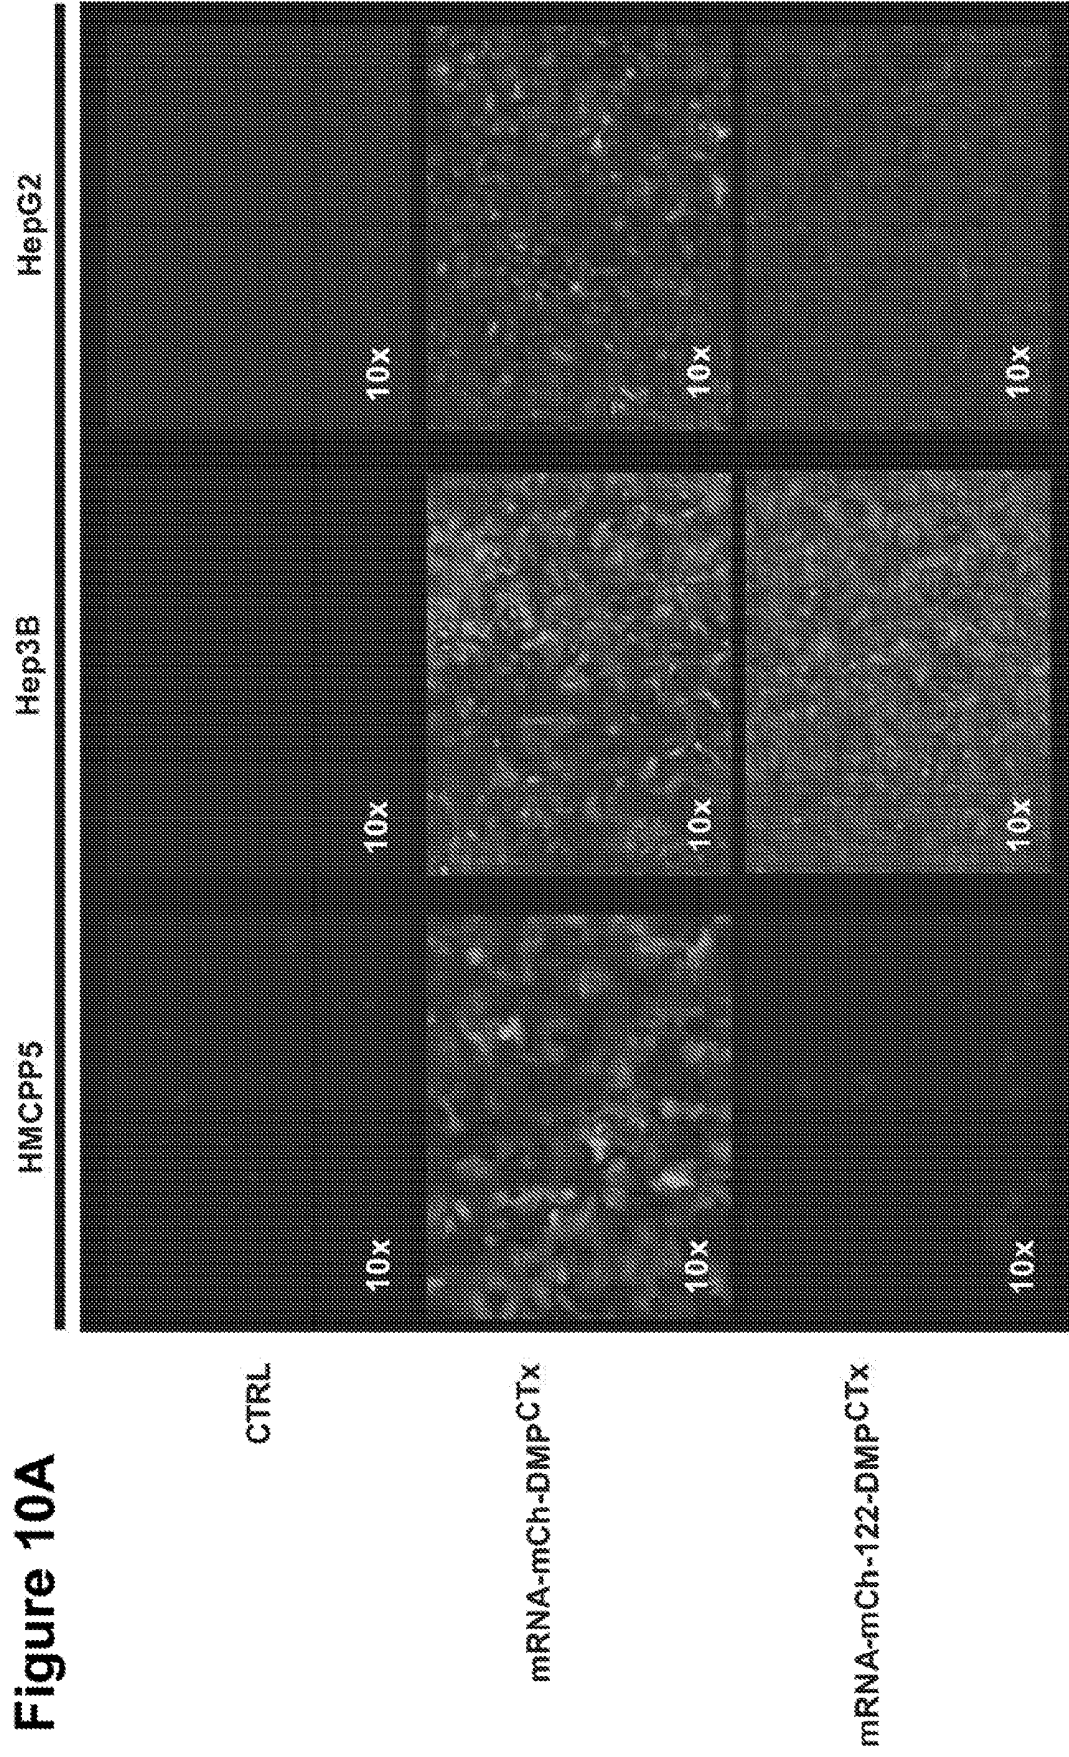 Figure 10A
HMCPP5
Hep3B
HepG2
CTRL
10x
10x
10x
mRNA-mCh-DMPCTx
10x
10x
10x
mRNA-mCh-122-DMPCTx
10x
10x
10x